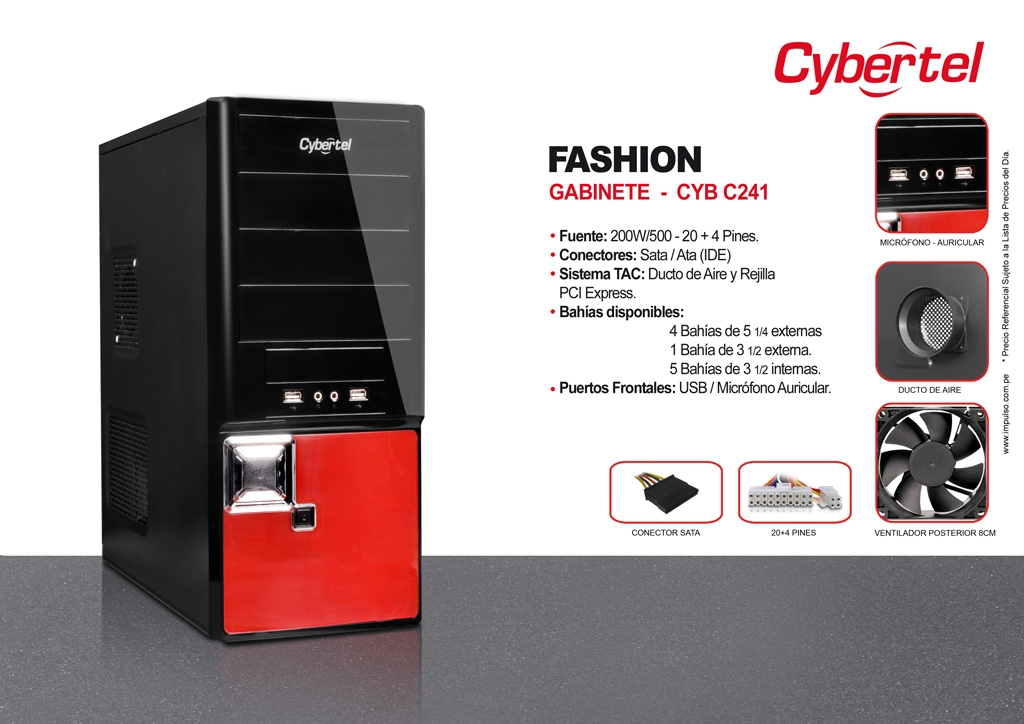 Cybertel
Cybertel
FASHION
GABINETE - CYB C241
• Fuente: 200W/500 - 20 + 4 Pines.
• Conectores: Sata / Ata (IDE)
• Sistema TAC: Ducto de Aire y Rejilla
PCI Express.
• Bahías disponibles:
4 Bahías de 5 1/4 externas
1 Bahía de 3 1/2 externa.
5 Bahías de 3 1/2 internas.
• Puertos Frontales: USB / Micrófono Auricular.
MICRÓFONO - AURICULAR
DUCTO DE AIRE
CONECTOR SATA
20+4 PINES
VENTILADOR POSTERIOR 8CM
www.impulso.com.pe * Precio Referencial Sujeto a la Lista de Precios del Día.